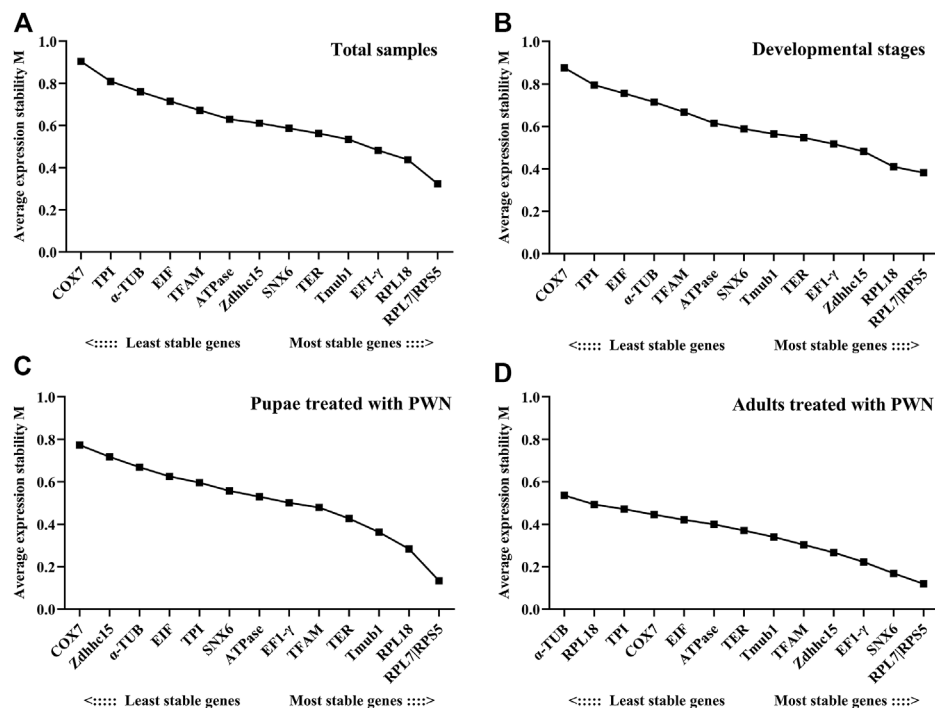 A
Total samples
Average expression stability M
1.0
0.8
0.6
0.4
0.2
0.0
COX7
TPI
α-TUB
EIF
TFAM
ATPase
Zdhhc15
SNX6
TER
Tmub1
EF1-γ
RPL18
RPL7|RPS5
<::::: Least stable genes Most stable genes ::::>
B
Developmental stages
Average expression stability M
1.0
0.8
0.6
0.4
0.2
0.0
COX7
TPI
EIF
α-TUB
TFAM
ATPase
SNX6
Tmub1
TER
EF1-γ
Zdhhc15
RPL18
RPL7|RPS5
<::::: Least stable genes Most stable genes ::::>
C
Pupae treated with PWN
Average expression stability M
1.0
0.8
0.6
0.4
0.2
0.0
COX7
Zdhhc15
α-TUB
EIF
TPI
SNX6
ATPase
EF1-γ
TFAM
TER
Tmub1
RPL18
RPL7|RPS5
<::::: Least stable genes Most stable genes ::::>
D
Adults treated with PWN
Average expression stability M
1.0
0.8
0.6
0.4
0.2
0.0
α-TUB
RPL18
TPI
COX7
EIF
ATPase
TER
Tmub1
TFAM
Zdhhc15
EF1-γ
SNX6
RPL7|RPS5
<::::: Least stable genes Most stable genes ::::>